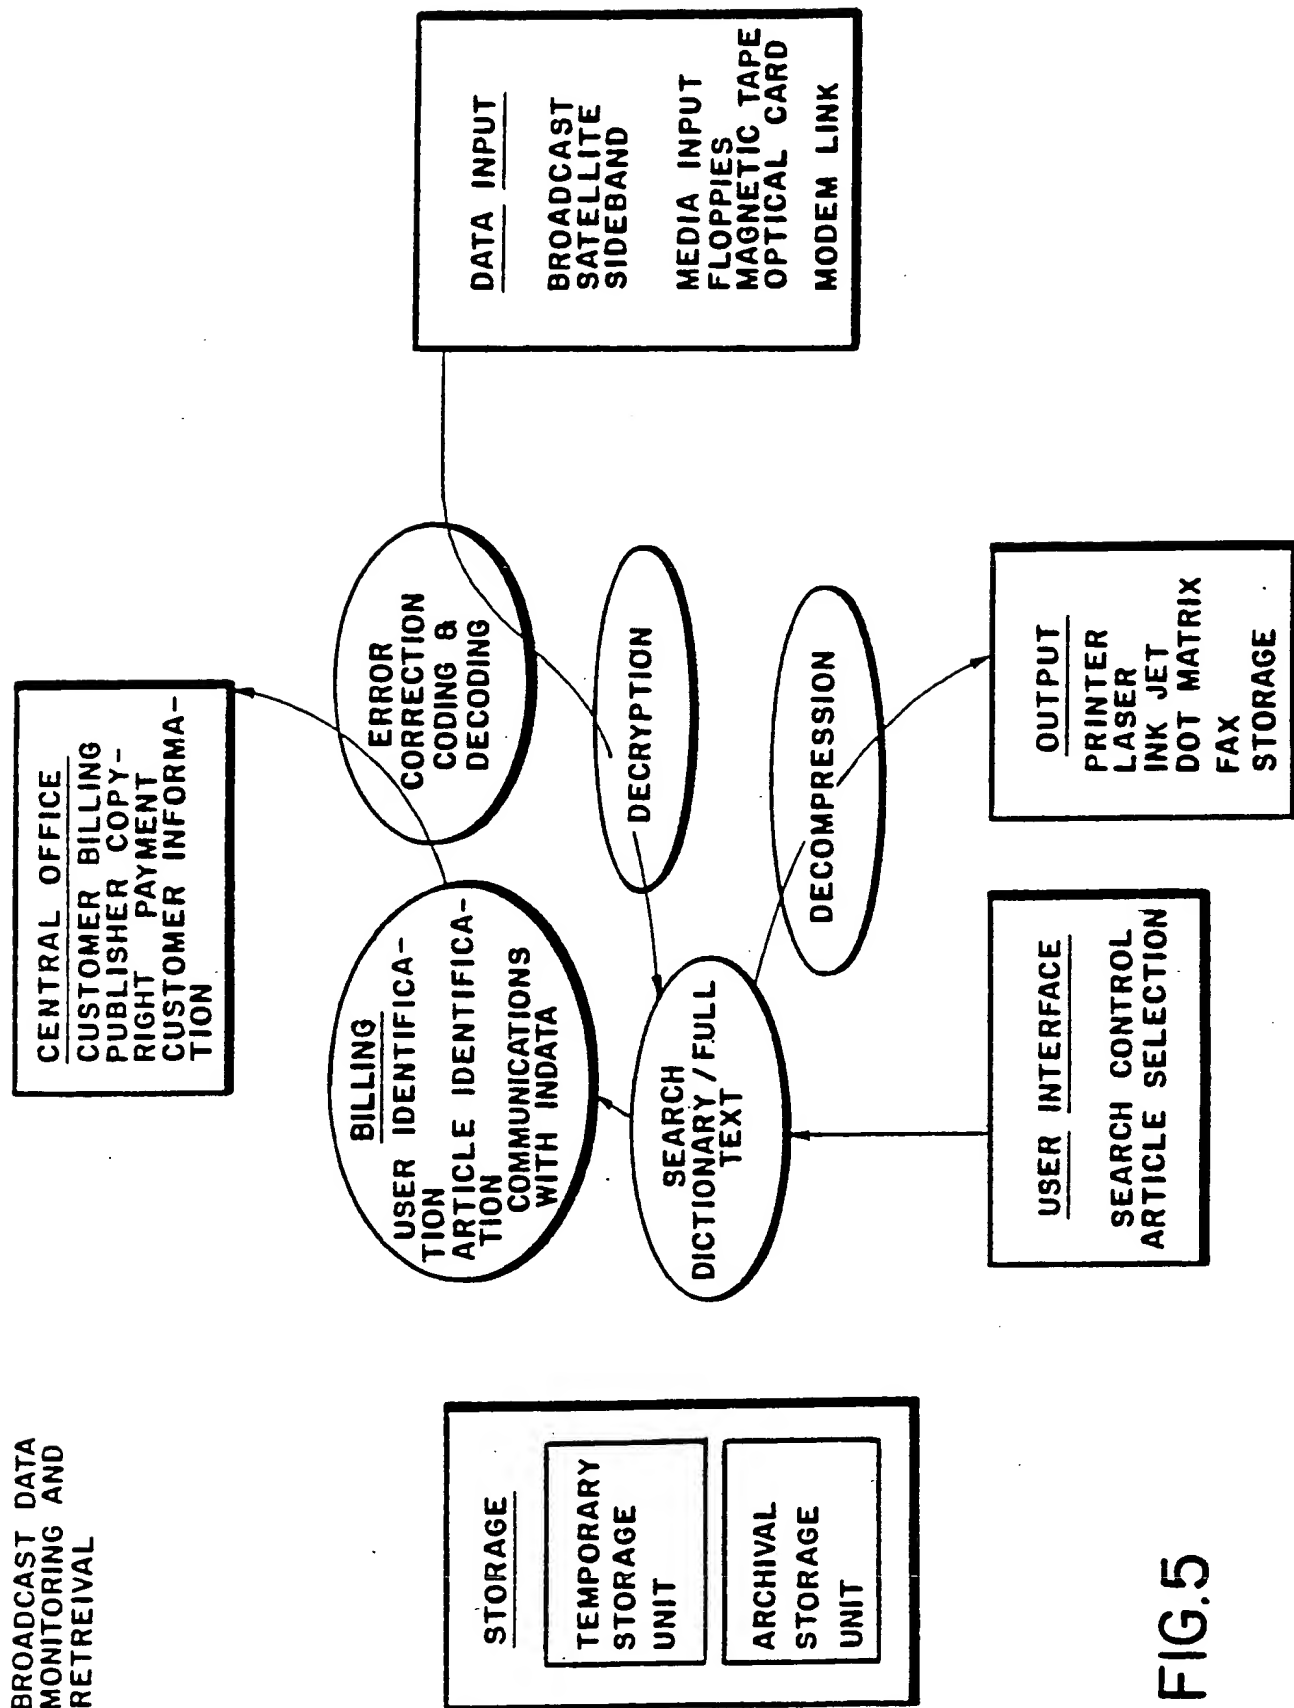 BROADCAST DATA
MONITORING AND
RETREIVAL
CENTRAL OFFICE
CUSTOMER BILLING
PUBLISHER COPY-
RIGHT PAYMENT
CUSTOMER INFORMA-
TION
BILLING
USER IDENTIFICA-
TION
ARTICLE IDENTIFICA-
TION
COMMUNICATIONS
WITH INDATA
ERROR
CORRECTION
CODING &
DECODING
DATA INPUT
BROADCAST
SATELLITE
SIDEBAND
MEDIA INPUT
FLOPPIES
MAGNETIC TAPE
OPTICAL CARD
MODEM LINK
STORAGE
TEMPORARY
STORAGE
UNIT
ARCHIVAL
STORAGE
UNIT
SEARCH
DICTIONARY / FULL
TEXT
DECRYPTION
DECOMPRESSION
USER INTERFACE
SEARCH CONTROL
ARTICLE SELECTION
OUTPUT
PRINTER
LASER
INK JET
DOT MATRIX
FAX
STORAGE
FIG.5